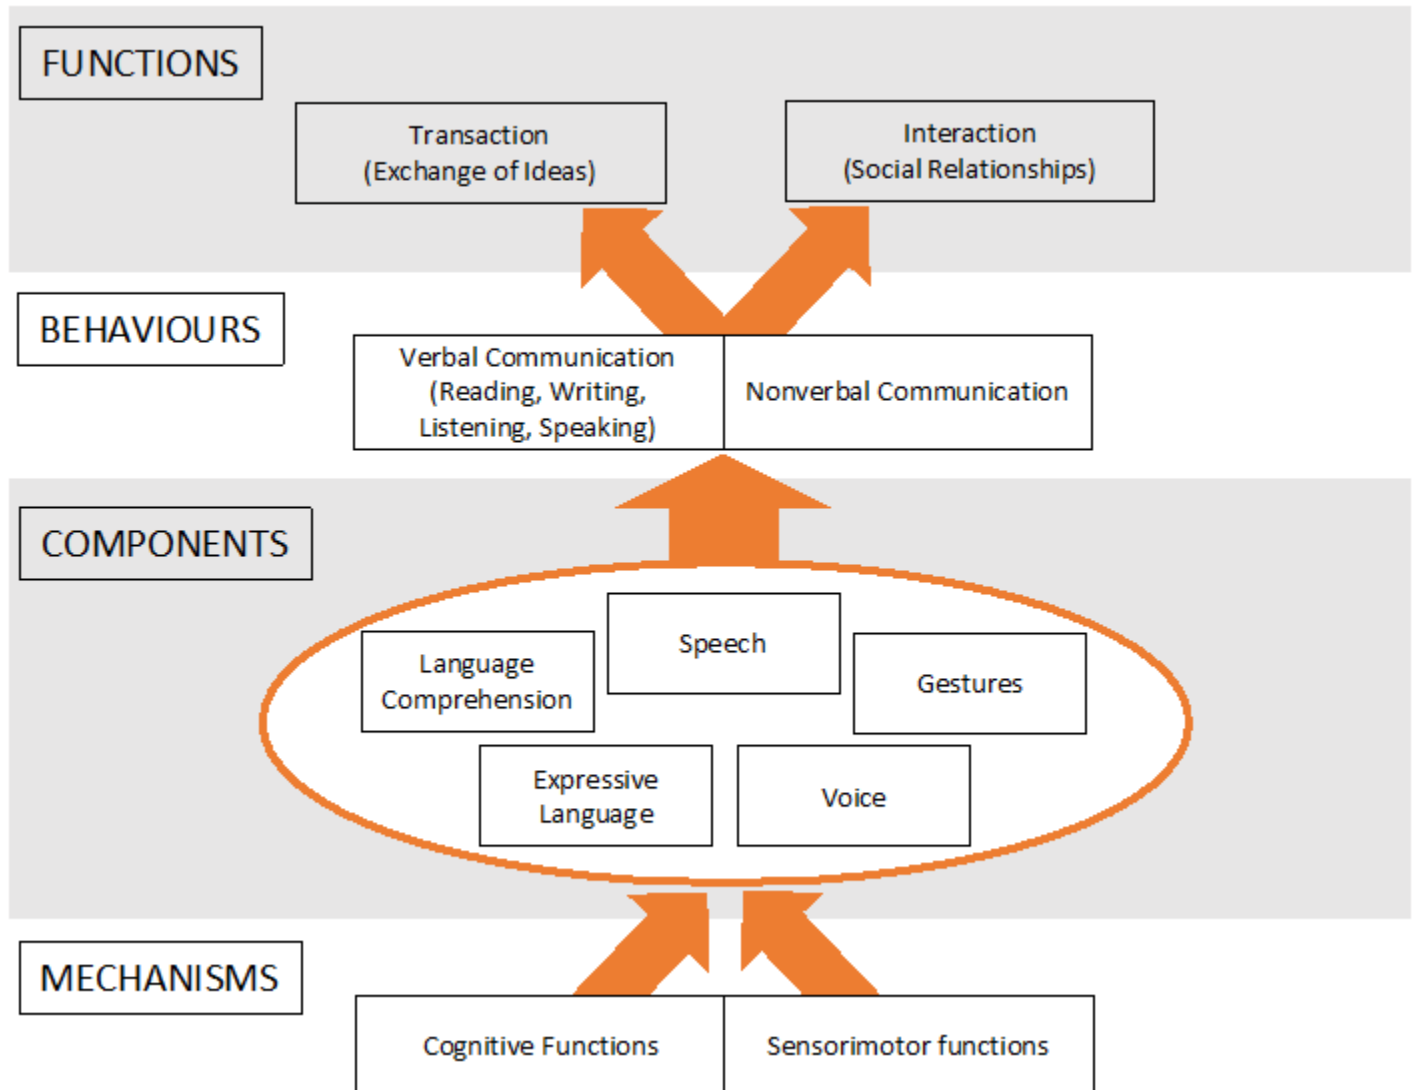 FUNCTIONS
Transaction
(Exchange of Ideas)
Interaction
(Social Relationships)
BEHAVIOURS
Verbal Communication
(Reading, Writing,
Listening, Speaking)
Nonverbal Communication
COMPONENTS
Speech
Language
Comprehension
Gestures
Expressive
Language
Voice
MECHANISMS
Cognitive Functions
Sensorimotor functions